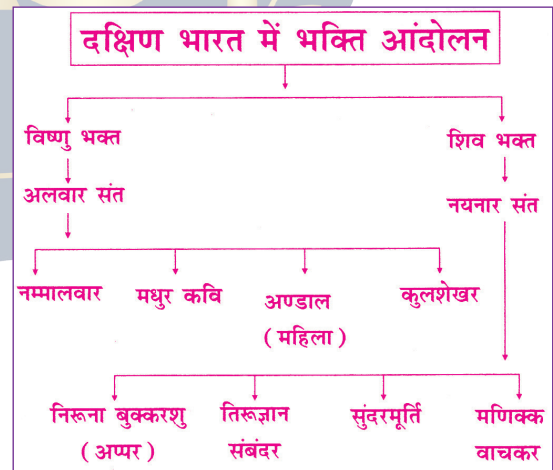 दक्षिण भारत में भक्ति आंदोलन
विष्णु भक्त
शिव भक्त
अलवार संत
नयनार संत
नम्मालवार
मधुर कवि
अण्डाल
(महिला)
कुलशेखर
निरूना बुक्करशु
(अप्पर)
तिरूज्ञान
संबंदर
सुंदरमूर्ति
मणिक्क
वाचकर